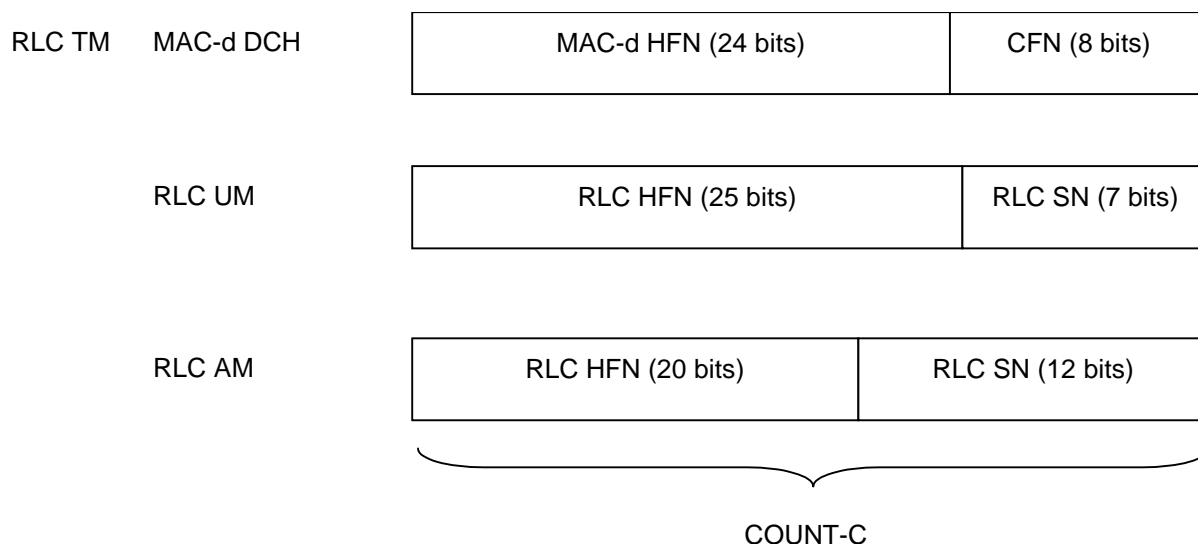 RLC TM MAC-d DCH MAC-d HFN (24 bits) CFN (8 bits)
RLC UM RLC HFN (25 bits) RLC SN (7 bits)
RLC AM RLC HFN (20 bits) RLC SN (12 bits)
COUNT-C